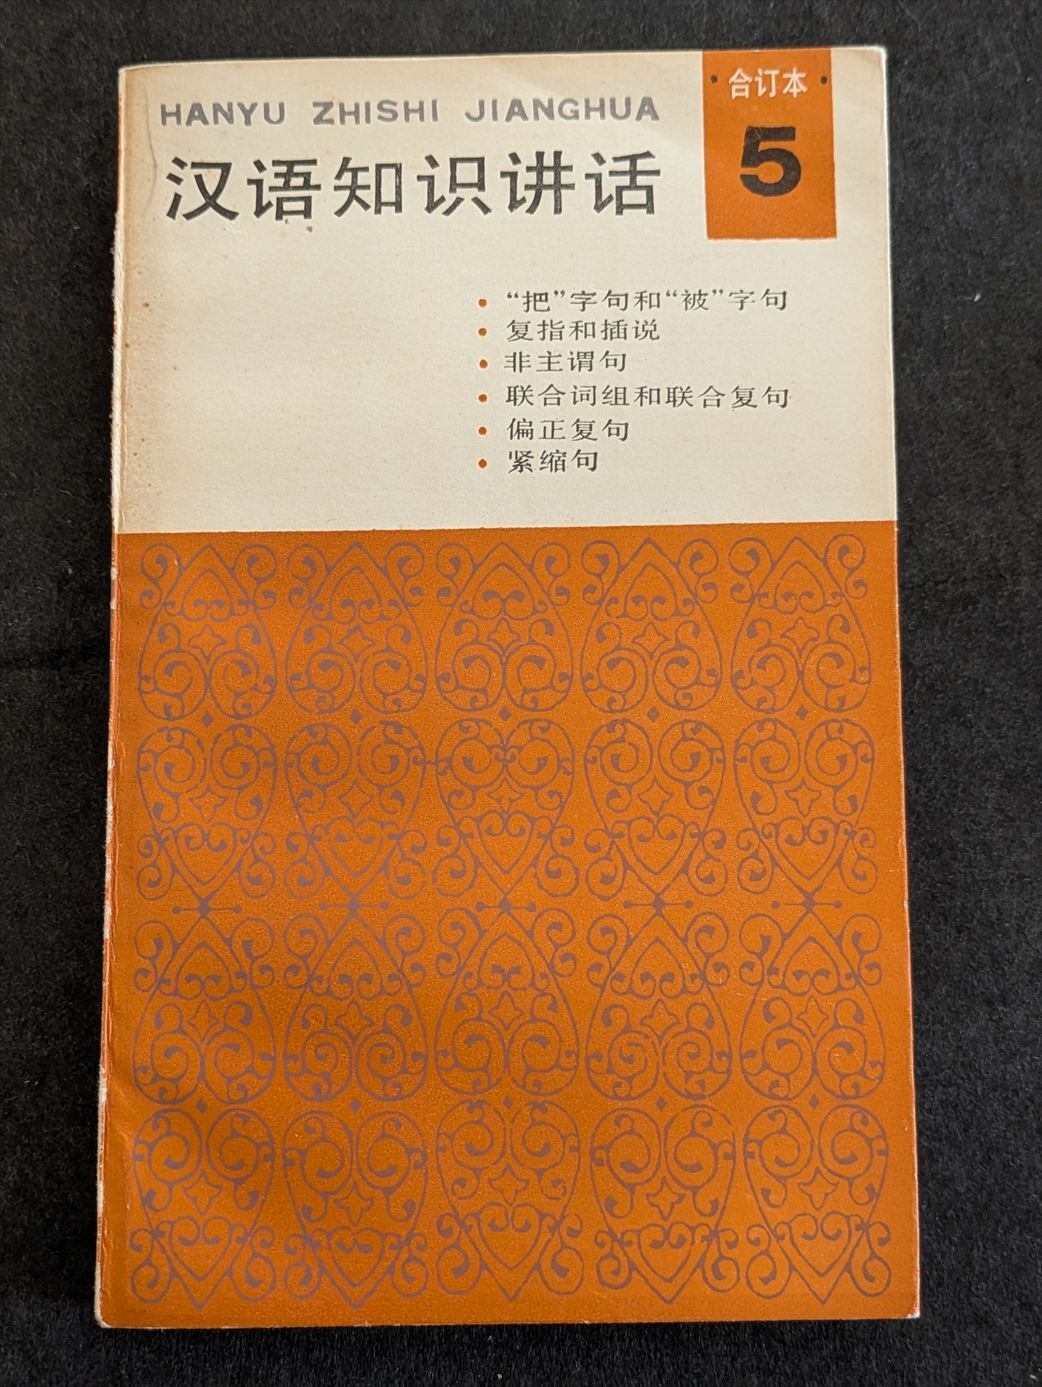 HANYU ZHISHI JIANGHUA
汉语知识讲话
·合订本·
5
• “把”字句和“被”字句
• 复指和插说
• 非主谓句
• 联合词组和联合复句
• 偏正复句
• 紧缩句